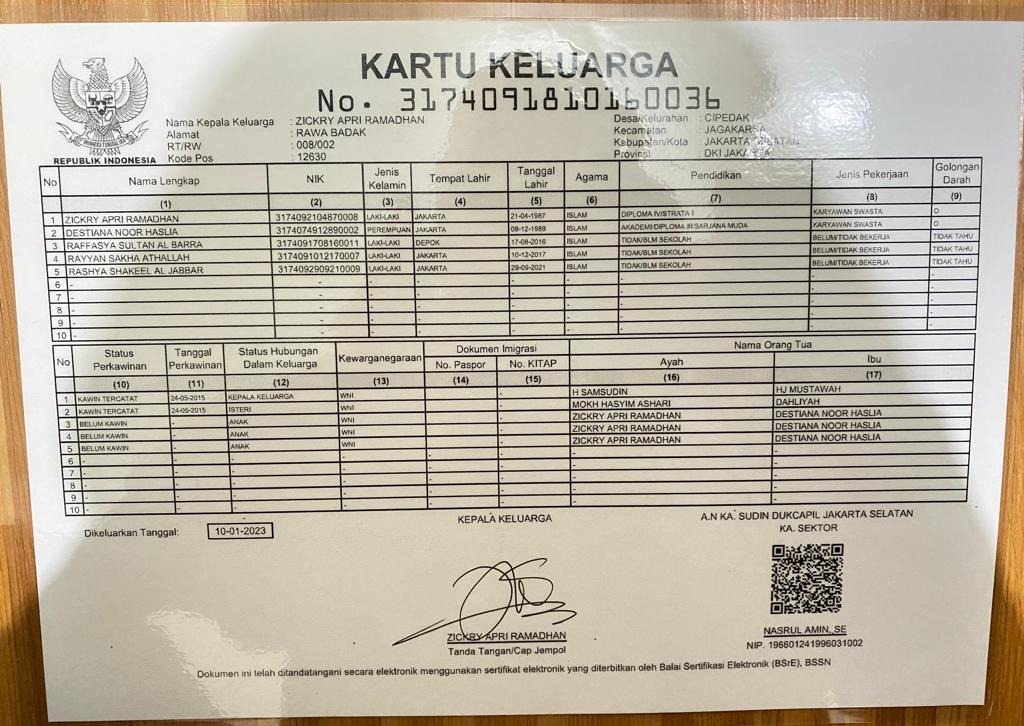 KARTU KELUARGA
No. 3174091810160036
REPUBLIK INDONESIA
Nama Kepala Keluarga : ZICKRY APRI RAMADHAN
Alamat : RAWA BADAK
RT/RW : 008/002
Kode Pos : 12630
Desa/Kelurahan : CIPEDAK
Kecamatan : JAGAKARSA
Kabupaten/Kota : JAKARTA SELATAN
Provinsi : DKI JAKARTA
No Nama Lengkap NIK Jenis Kelamin Tempat Lahir Tanggal Lahir Agama Pendidikan Jenis Pekerjaan Golongan Darah
(1) (2) (3) (4) (5) (6) (7) (8) (9)
1 ZICKRY APRI RAMADHAN 3174092104870008 LAKI-LAKI JAKARTA 21-04-1987 ISLAM DIPLOMA IV/STRATA I KARYAWAN SWASTA O
2 DESTIANA NOOR HASLIA 3174074912890002 PEREMPUAN JAKARTA 09-12-1989 ISLAM AKADEMI/DIPLOMA III/SARJANA MUDA KARYAWAN SWASTA O
3 RAFFASYA SULTAN AL BARRA 3174091708160011 LAKI-LAKI DEPOK 17-08-2016 ISLAM TIDAK/BLM SEKOLAH BELUM/TIDAK BEKERJA TIDAK TAHU
4 RAYYAN SAKHA ATHALLAH 3174091012170007 LAKI-LAKI JAKARTA 10-12-2017 ISLAM TIDAK/BLM SEKOLAH BELUM/TIDAK BEKERJA TIDAK TAHU
5 RASHYA SHAKEEL AL JABBAR 3174092909210009 LAKI-LAKI JAKARTA 29-09-2021 ISLAM TIDAK/BLM SEKOLAH BELUM/TIDAK BEKERJA TIDAK TAHU
6 - - - - - - - - -
7 - - - - - - - - -
8 - - - - - - - - -
9 - - - - - - - - -
10 - - - - - - - - -
No Status Perkawinan Tanggal Perkawinan Status Hubungan Dalam Keluarga Kewarganegaraan Dokumen Imigrasi Nama Orang Tua
No. Paspor No. KITAP Ayah Ibu
(10) (11) (12) (13) (14) (15) (16) (17)
1 KAWIN TERCATAT 24-05-2015 KEPALA KELUARGA WNI - - H SAMSUDIN HJ MUSTAWAH
2 KAWIN TERCATAT 24-05-2015 ISTERI WNI - - MOKH HASYIM ASHARI DAHLIYAH
3 BELUM KAWIN - ANAK WNI - - ZICKRY APRI RAMADHAN DESTIANA NOOR HASLIA
4 BELUM KAWIN - ANAK WNI - - ZICKRY APRI RAMADHAN DESTIANA NOOR HASLIA
5 BELUM KAWIN - ANAK WNI - - ZICKRY APRI RAMADHAN DESTIANA NOOR HASLIA
6 - - - - - - - -
7 - - - - - - - -
8 - - - - - - - -
9 - - - - - - - -
10 - - - - - - - -
Dikeluarkan Tanggal: 10-01-2023
KEPALA KELUARGA
A.N KA. SUDIN DUKCAPIL JAKARTA SELATAN
KA. SEKTOR
ZICKRY APRI RAMADHAN
Tanda Tangan/Cap Jempol
NASRUL AMIN, SE
NIP. 196601241996031002
Dokumen ini telah ditandatangani secara elektronik menggunakan sertifikat elektronik yang diterbitkan oleh Balai Sertifikasi Elektronik (BSrE), BSSN